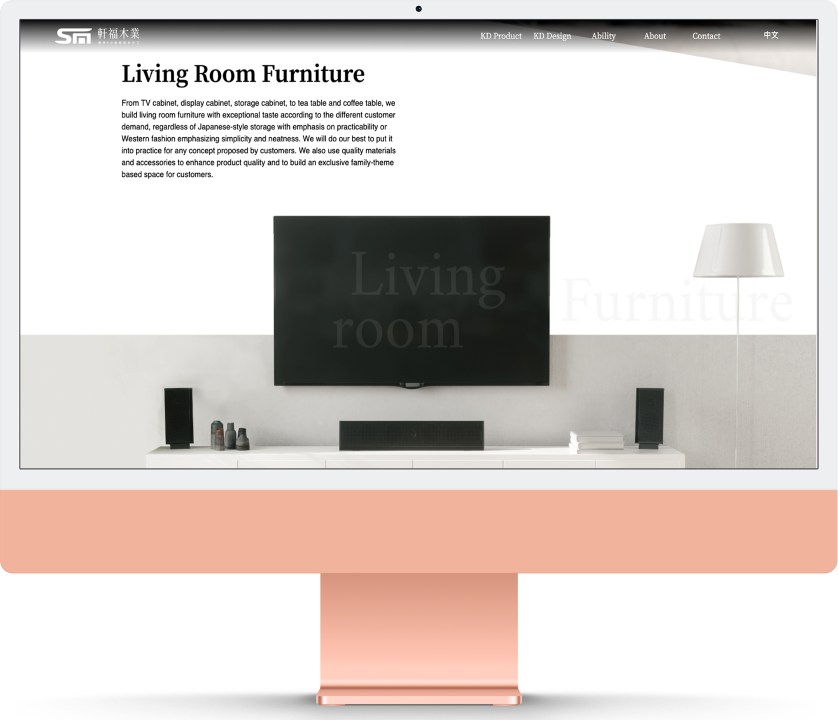 SM 軒福木業
KD Product KD Design Ability About Contact 中文
Living Room Furniture
From TV cabinet, display cabinet, storage cabinet, to tea table and coffee table, we
build living room furniture with exceptional taste according to the different customer
demand, regardless of Japanese-style storage with emphasis on practicability or
Western fashion emphasizing simplicity and neatness. We will do our best to put it
into practice for any concept proposed by customers. We also use quality materials
and accessories to enhance product quality and to build an exclusive family-theme
based space for customers.
Living
room
Furniture